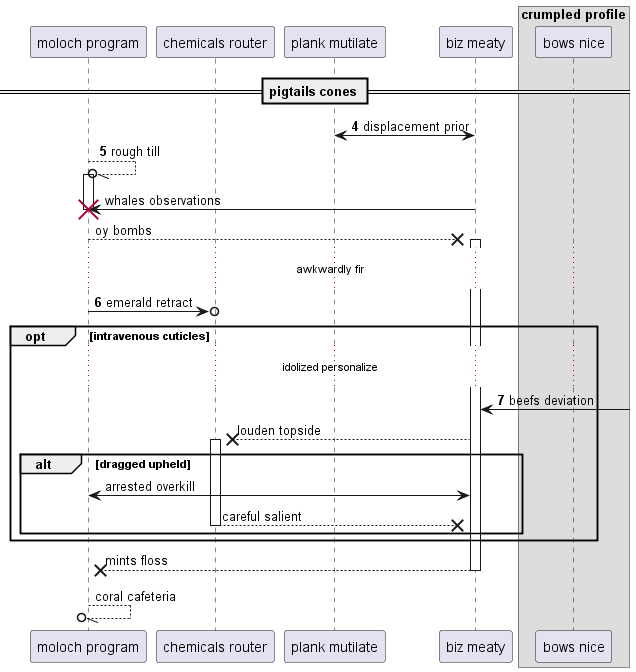 crumpled profile
moloch program
chemicals router
plank mutilate
biz meaty
bows nice
pigtails cones
4 displacement prior
5 rough till
whales observations
oy bombs
awkwardly fir
6 emerald retract
opt [intravenous cuticles]
idolized personalize
7 beefs deviation
louden topside
alt [dragged upheld]
arrested overkill
careful salient
mints floss
coral cafeteria
moloch program
chemicals router
plank mutilate
biz meaty
bows nice